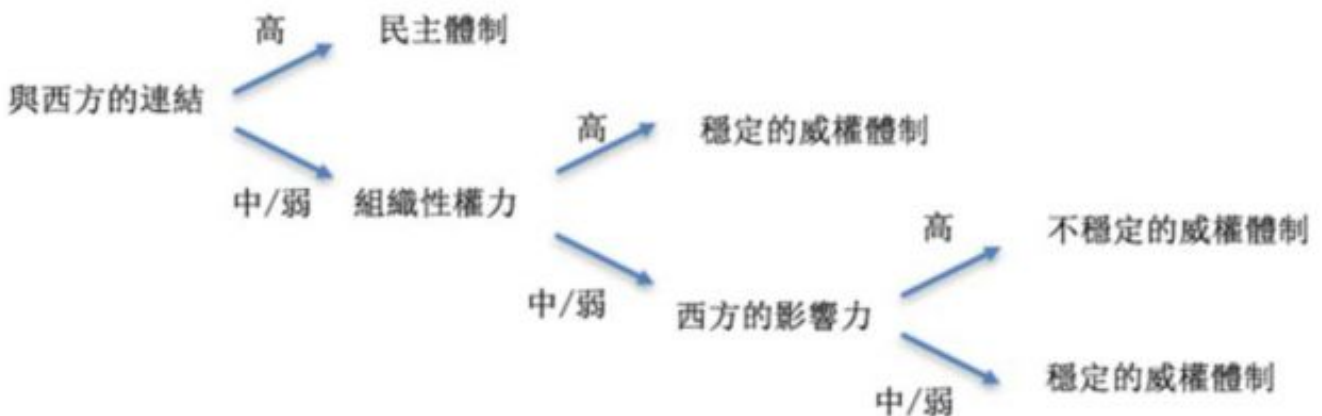 高
民主體制
與西方的連結
高
穩定的威權體制
中/弱
組織性權力
高
不穩定的威權體制
中/弱
西方的影響力
穩定的威權體制
中/弱